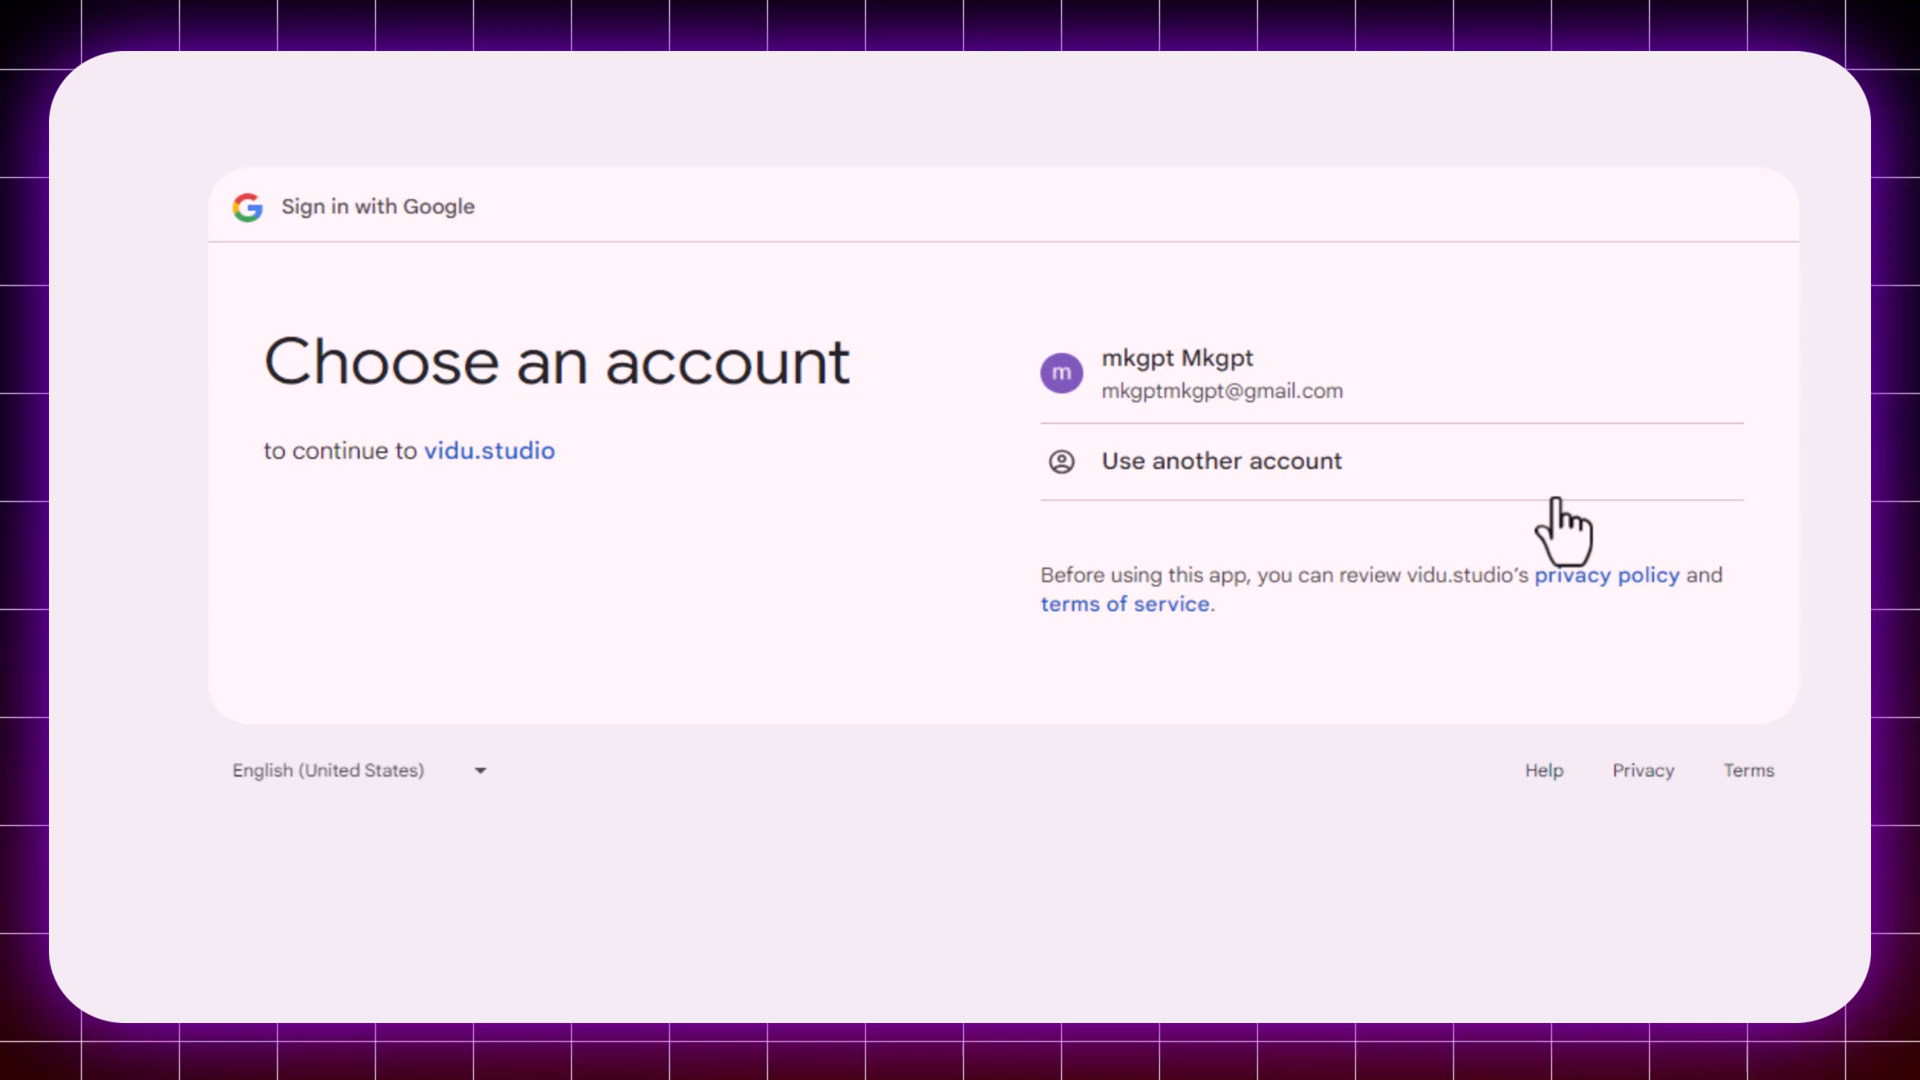 Sign in with Google
Choose an account
to continue to vidu.studio
m
mkgpt Mkgpt
mkgptmkgpt@gmail.com
Use another account
Before using this app, you can review vidu.studio’s privacy policy and
terms of service.
English (United States)
Help
Privacy
Terms